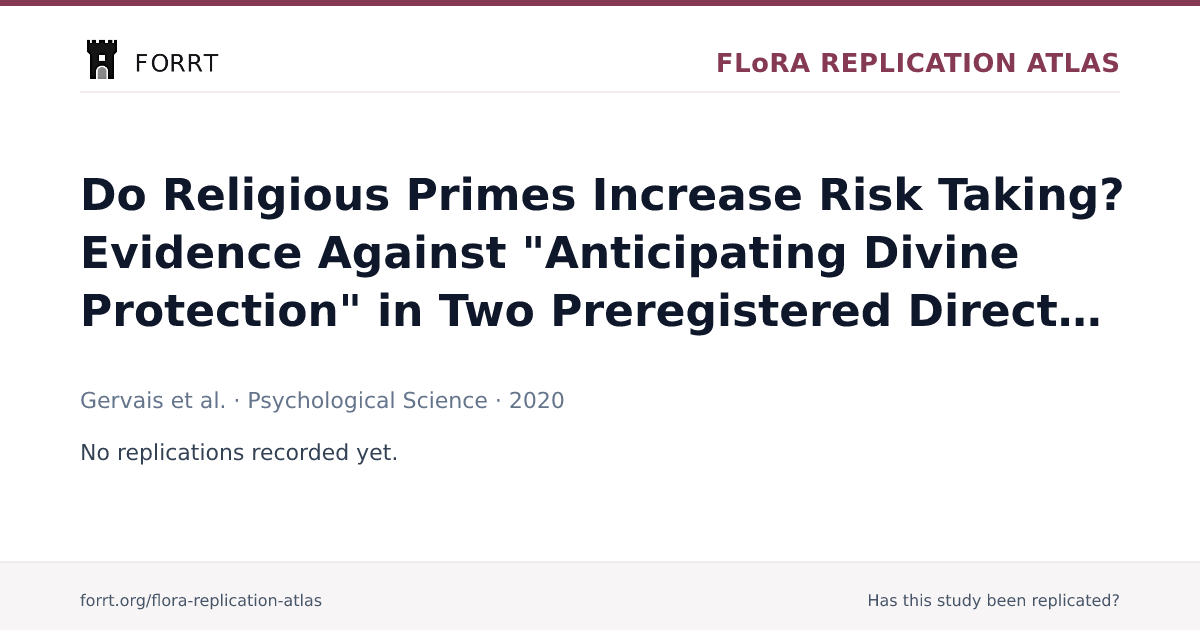 FORRT
FLoRA REPLICATION ATLAS
Do Religious Primes Increase Risk Taking?
Evidence Against "Anticipating Divine
Protection" in Two Preregistered Direct…
Gervais et al. · Psychological Science · 2020
No replications recorded yet.
forrt.org/flora-replication-atlas
Has this study been replicated?